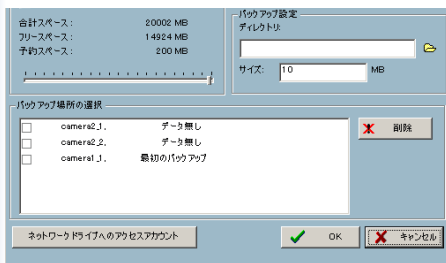 合計スペース: 20002 MB
フリースペース: 14924 MB
予約スペース: 200 MB
バックアップ設定
ディレクトリ:
サイズ: 10 MB
バックアップ場所の選択
camera2_1, データ無し
camera2_2, データ無し
camera1_1, 最初のバックアップ
削除
ネットワークドライブへのアクセスアカウント
OK
キャンセル